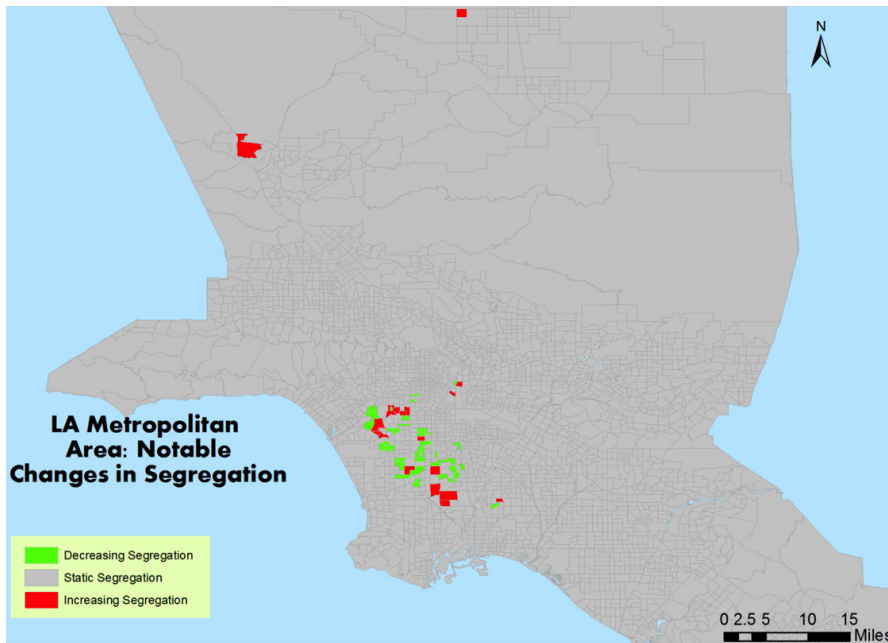 N
LA Metropolitan
Area: Notable
Changes in Segregation
Decreasing Segregation
Static Segregation
Increasing Segregation
0 2.5 5 10 15
Miles